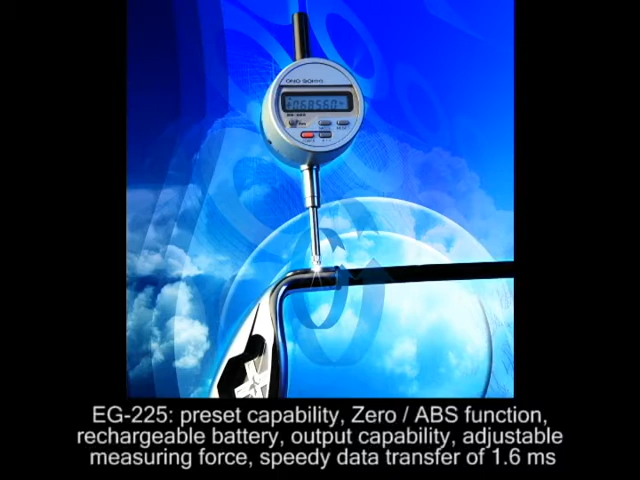 ONO SOKKI
068560
EG-225: preset capability, Zero / ABS function,
rechargeable battery, output capability, adjustable
measuring force, speedy data transfer of 1.6 ms